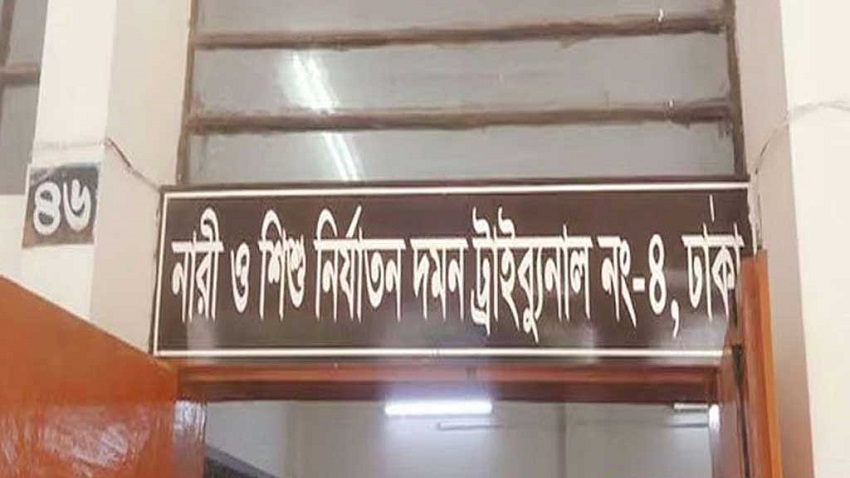 ৪৬
নারী ও শিশু নির্যাতন দমন ট্রাইব্যুনাল নং-৪, ঢাকা